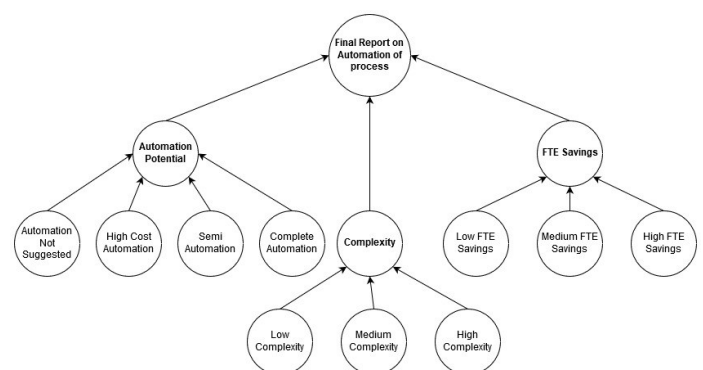 Final Report on
Automation of
process
Automation
Potential
FTE Savings
Automation
Not
Suggested
High Cost
Automation
Semi
Automation
Complete
Automation
Complexity
Low FTE
Savings
Medium FTE
Savings
High FTE
Savings
Low
Complexity
Medium
Complexity
High
Complexity